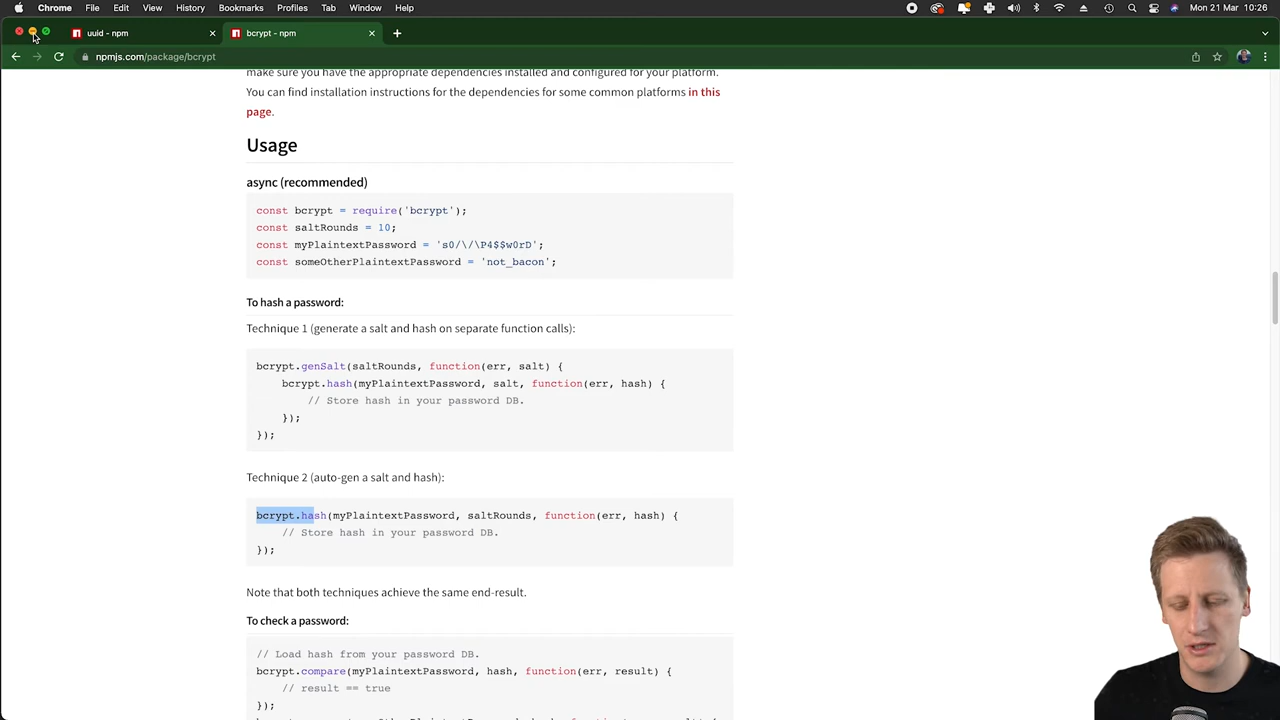 Chrome File Edit View History Bookmarks Profiles Tab Window Help Mon 21 Mar 10:26
uuid - npm bcrypt - npm
npmjs.com/package/bcrypt
make sure you have the appropriate dependencies installed and configured for your platform.
You can find installation instructions for the dependencies for some common platforms in this
page.
Usage
async (recommended)
const bcrypt = require('bcrypt');
const saltRounds = 10;
const myPlaintextPassword = 's0/\/\P4$$w0rD';
const someOtherPlaintextPassword = 'not_bacon';
To hash a password:
Technique 1 (generate a salt and hash on separate function calls):
bcrypt.genSalt(saltRounds, function(err, salt) {
bcrypt.hash(myPlaintextPassword, salt, function(err, hash) {
// Store hash in your password DB.
});
});
Technique 2 (auto-gen a salt and hash):
bcrypt.hash(myPlaintextPassword, saltRounds, function(err, hash) {
// Store hash in your password DB.
});
Note that both techniques achieve the same end-result.
To check a password:
// Load hash from your password DB.
bcrypt.compare(myPlaintextPassword, hash, function(err, result) {
// result == true
});